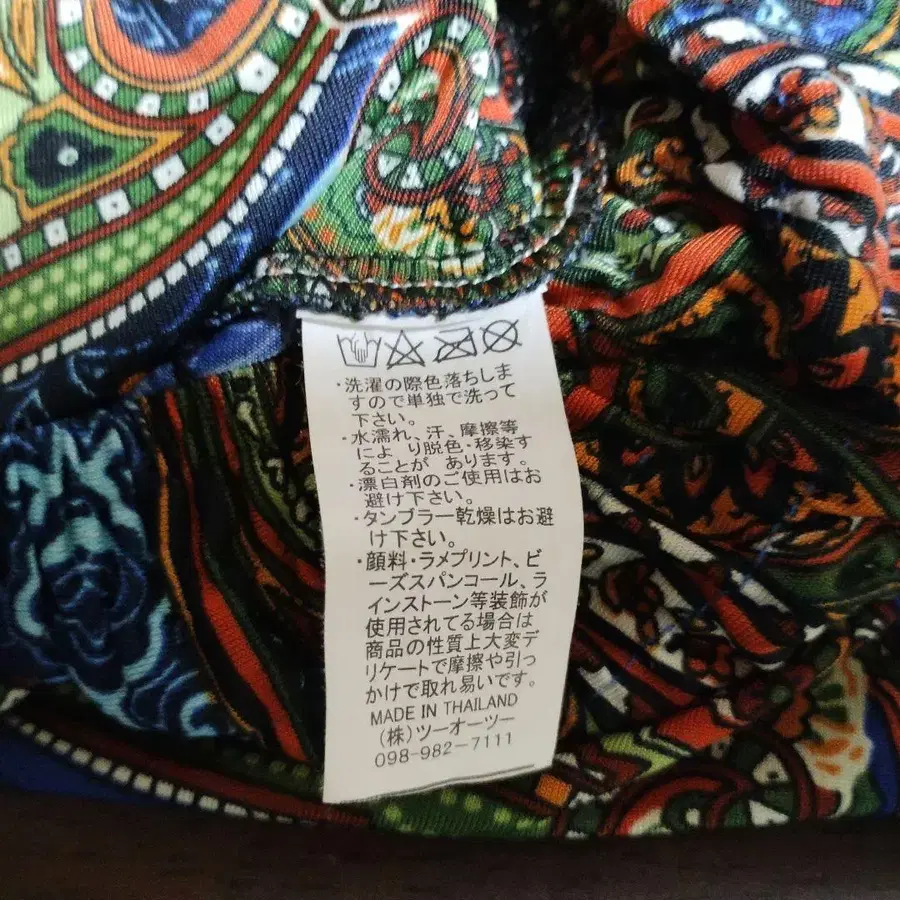 ・洗濯の際色落ちしま
すので単独で洗って
下さい。
・水濡れ、汗、摩擦等
によ り脱色・移染す
ることが あります。
・漂白剤のご使用はお
避け下さい。
・タンブラー乾燥はお避
け下さい。
・顔料・ラメプリント、ビ
ーズスパンコール、ラ
インストーン等装飾が
使用されてる場合は
商品の性質上大変デ
リケートで摩擦や引っ
かけで取れ易いです。
MADE IN THAILAND
(株)ツーオーツー
098-982-7111